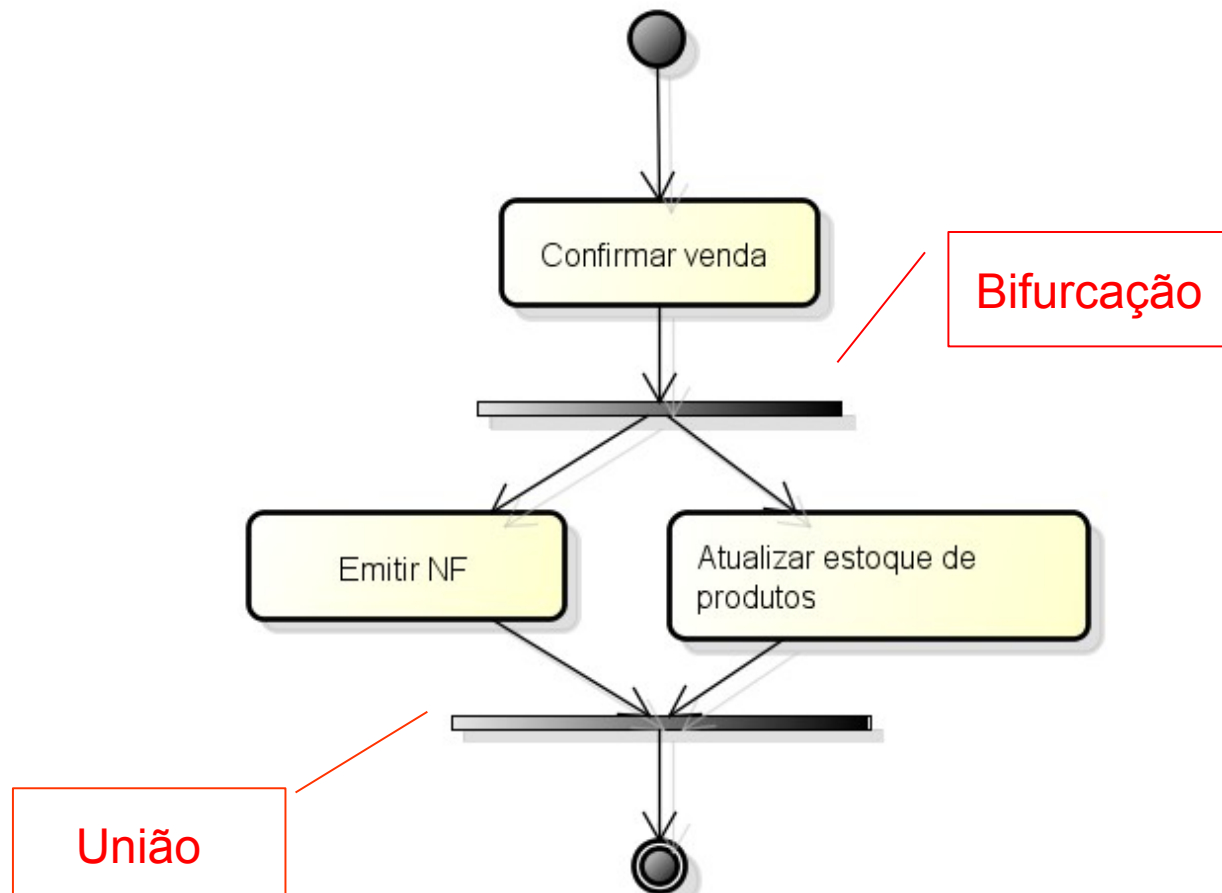 Confirmar venda
Bifurcação
Emitir NF
Atualizar estoque de
produtos
União